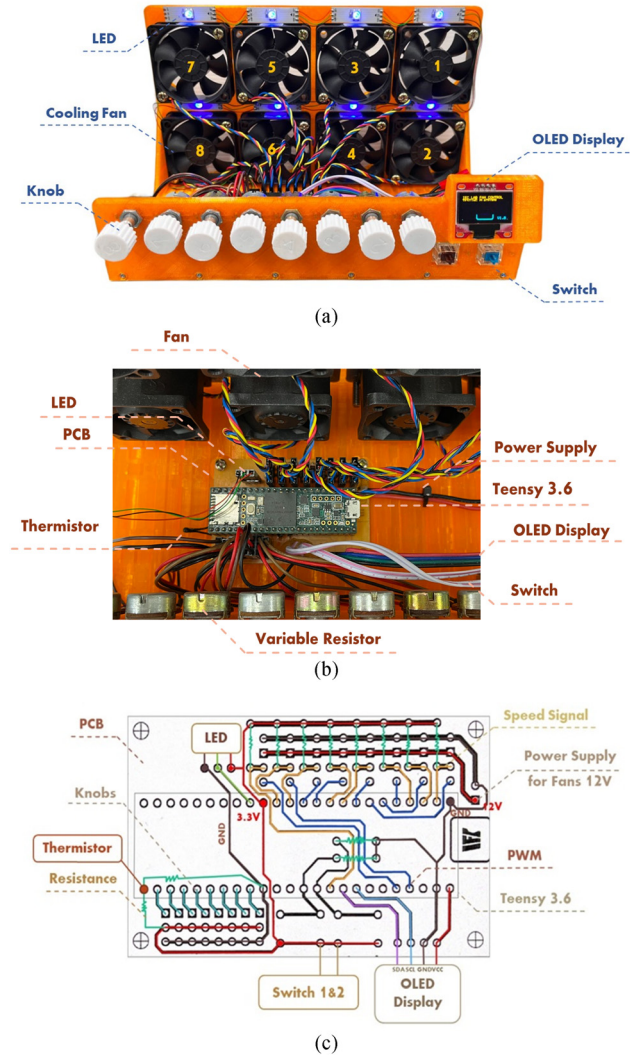 LED
7
5
3
1
Cooling Fan
8
6
4
2
OLED Display
Knob
Switch
(a)
Fan
LED
PCB
Power Supply
Teensy 3.6
Thermistor
OLED Display
Switch
Variable Resistor
(b)
PCB
LED
Speed Signal
Power Supply
for Fans 12V
Knobs
3.3V
GND
12V
GND
Thermistor
Resistance
PWM
Teensy 3.6
SDA SCL GND VCC
Switch 1&2
OLED
Display
(c)